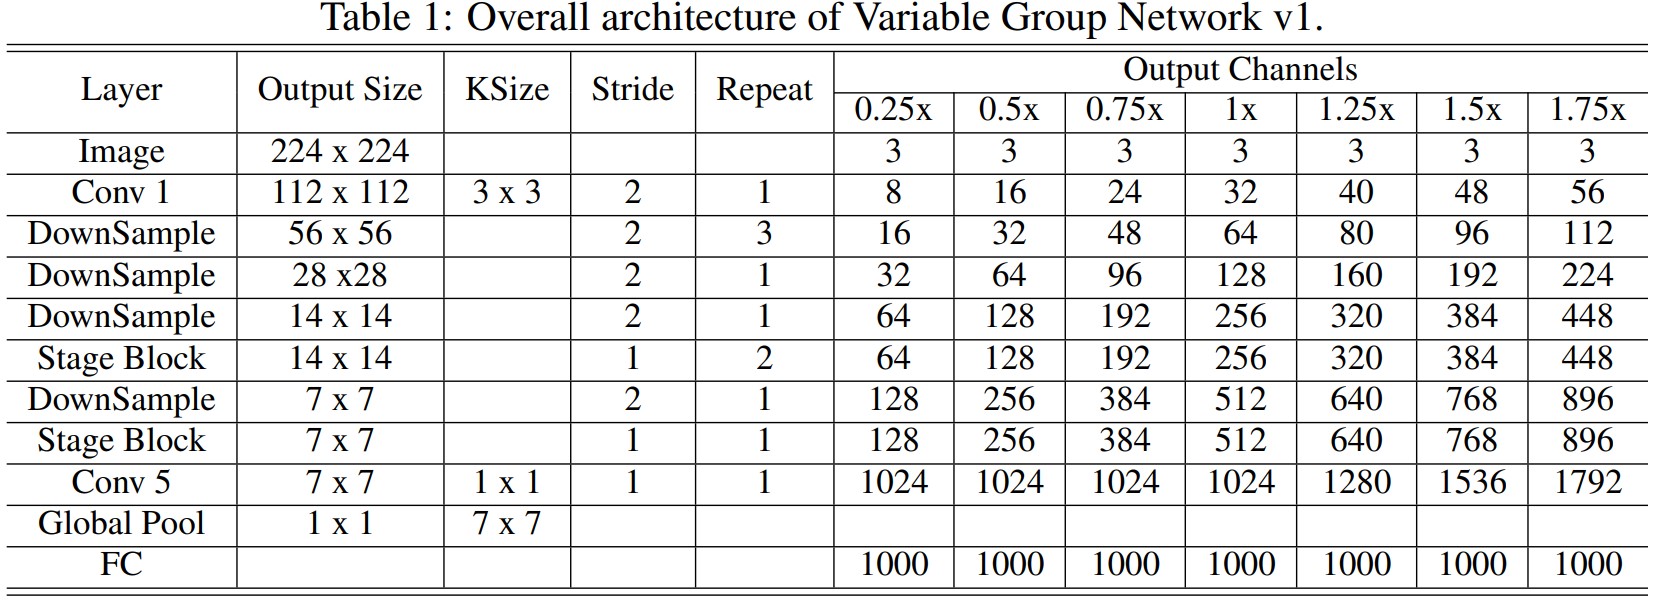 Table 1: Overall architecture of Variable Group Network v1.
Layer Output Size KSize Stride Repeat Output Channels
0.25x 0.5x 0.75x 1x 1.25x 1.5x 1.75x
Image 224 x 224 3 3 3 3 3 3 3
Conv 1 112 x 112 3 x 3 2 1 8 16 24 32 40 48 56
DownSample 56 x 56 2 3 16 32 48 64 80 96 112
DownSample 28 x28 2 1 32 64 96 128 160 192 224
DownSample 14 x 14 2 1 64 128 192 256 320 384 448
Stage Block 14 x 14 1 2 64 128 192 256 320 384 448
DownSample 7 x 7 2 1 128 256 384 512 640 768 896
Stage Block 7 x 7 1 1 128 256 384 512 640 768 896
Conv 5 7 x 7 1 x 1 1 1 1024 1024 1024 1024 1280 1536 1792
Global Pool 1 x 1 7 x 7
FC 1000 1000 1000 1000 1000 1000 1000